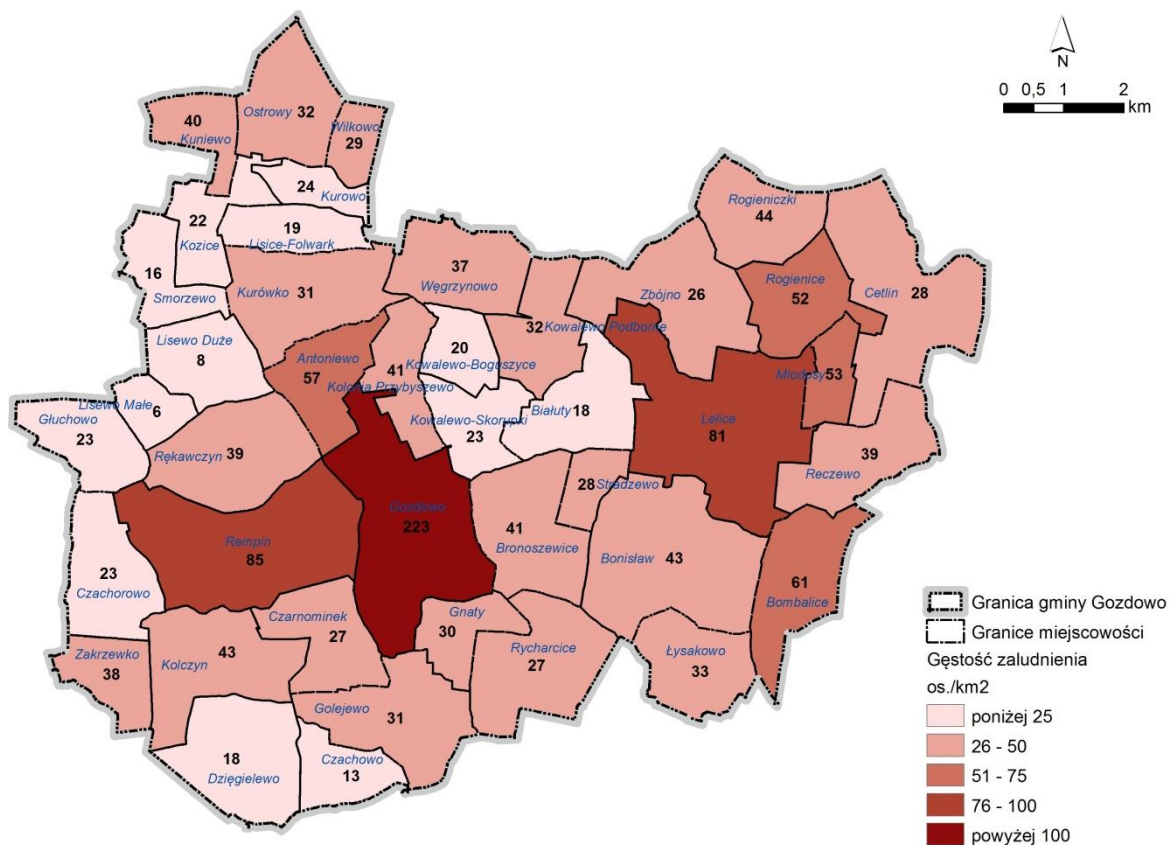 N
0 0,5 1 2
km
Ostrowy 32
40
Kuniewo
Wilkowo
29
24
Kurowo
22
Kozice
19
Lisice-Folwark
16
Smorzewo
Kurówko 31
37
Węgrzynowo
Rogieniczki
44
Zbójno 26
Rogienice
52
Cetlin 28
Lisewo Duże
8
Antoniewo
57
Kolonia Przybyszewo
41
20
Kowalewo-Boguszyce
32
Kowalewo Podborne
Miodusy 53
Lisewo Małe
6
Głuchowo
23
Kowalewo-Skorupki
23
Białuty 18
Lelice
81
Rękawczyn 39
39
Reczewo
28 Stradzewo
Gozdowo
223
41
Bronoszewice
Bonisław 43
Rempin
85
23
Czachorowo
61
Bombalice
Czarnominek
27
Gnaty
30
Rycharcice
27
Łysakowo
33
Zakrzewko
38
Kolczyn 43
Golejewo 31
18
Dzięgielewo
Czachowo
13
Granica gminy Gozdowo
Granice miejscowości
Gęstość zaludnienia
os./km2
poniżej 25
26 - 50
51 - 75
76 - 100
powyżej 100